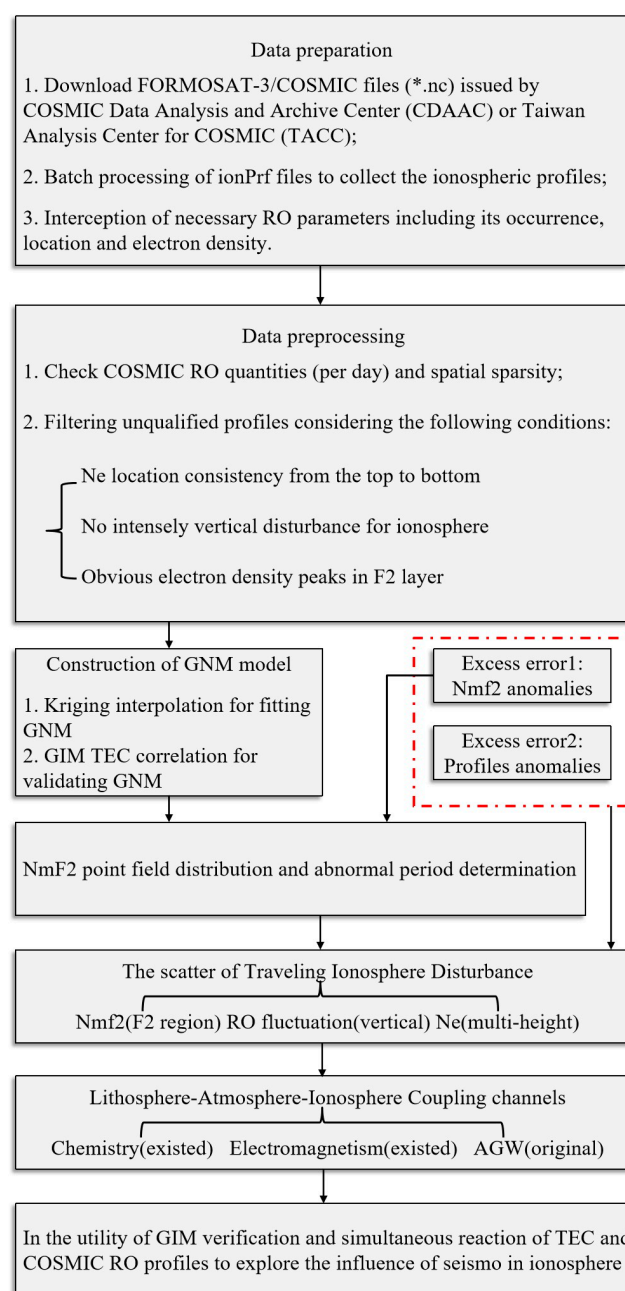 Data preparation
1. Download FORMOSAT-3/COSMIC files (*.nc) issued by
COSMIC Data Analysis and Archive Center (CDAAC) or Taiwan
Analysis Center for COSMIC (TACC);
2. Batch processing of ionPrf files to collect the ionospheric profiles;
3. Interception of necessary RO parameters including its occurrence,
location and electron density.
Data preprocessing
1. Check COSMIC RO quantities (per day) and spatial sparsity;
2. Filtering unqualified profiles considering the following conditions:
Ne location consistency from the top to bottom
No intensely vertical disturbance for ionosphere
Obvious electron density peaks in F2 layer
Construction of GNM model
1. Kriging interpolation for fitting
GNM
2. GIM TEC correlation for
validating GNM
Excess error1:
Nmf2 anomalies
Excess error2:
Profiles anomalies
NmF2 point field distribution and abnormal period determination
The scatter of Traveling Ionosphere Disturbance
Nmf2(F2 region) RO fluctuation(vertical) Ne(multi-height)
Lithosphere-Atmosphere-Ionosphere Coupling channels
Chemistry(existed) Electromagnetism(existed) AGW(original)
In the utility of GIM verification and simultaneous reaction of TEC and
COSMIC RO profiles to explore the influence of seismo in ionosphere